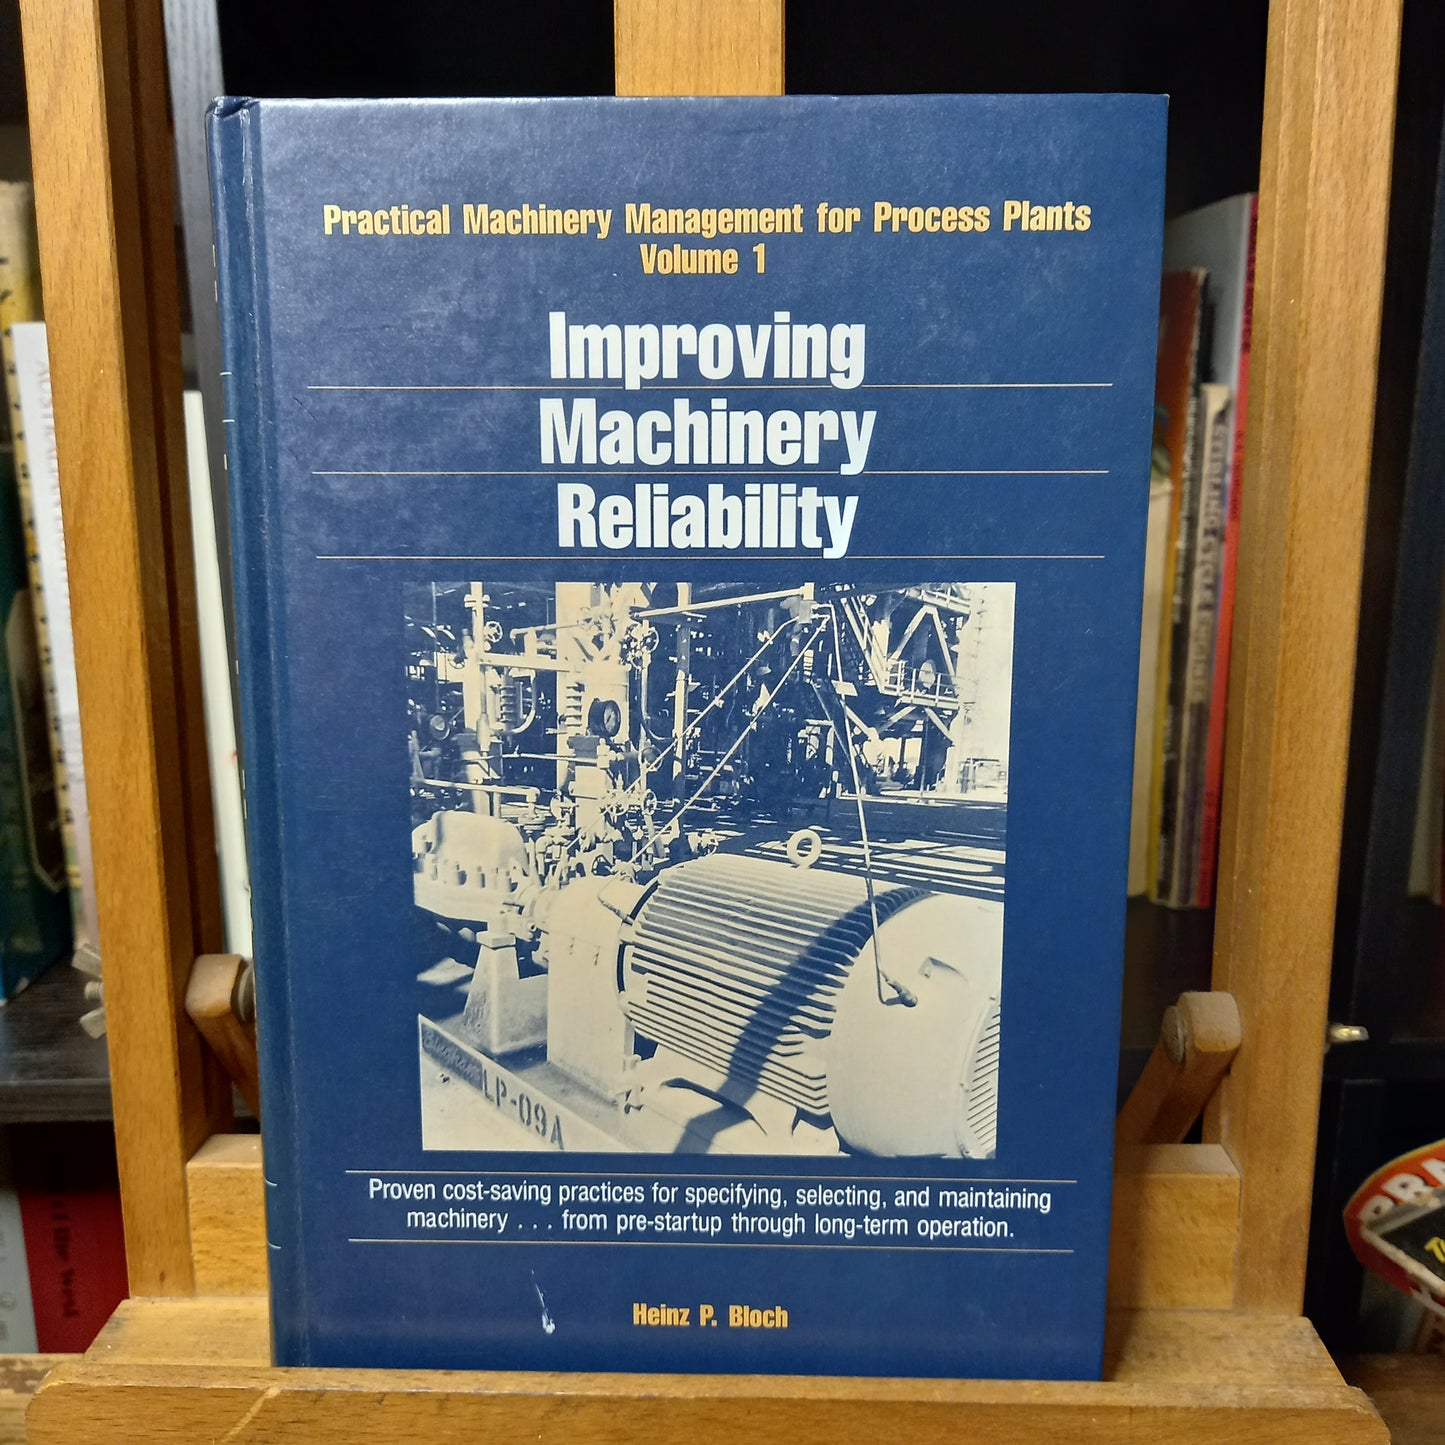 Practical Machinery Management for Process Plants
Volume 1
Improving
Machinery
Reliability
LP-09A
Proven cost-saving practices for specifying, selecting, and maintaining
machinery . . . from pre-startup through long-term operation.
Heinz P. Bloch